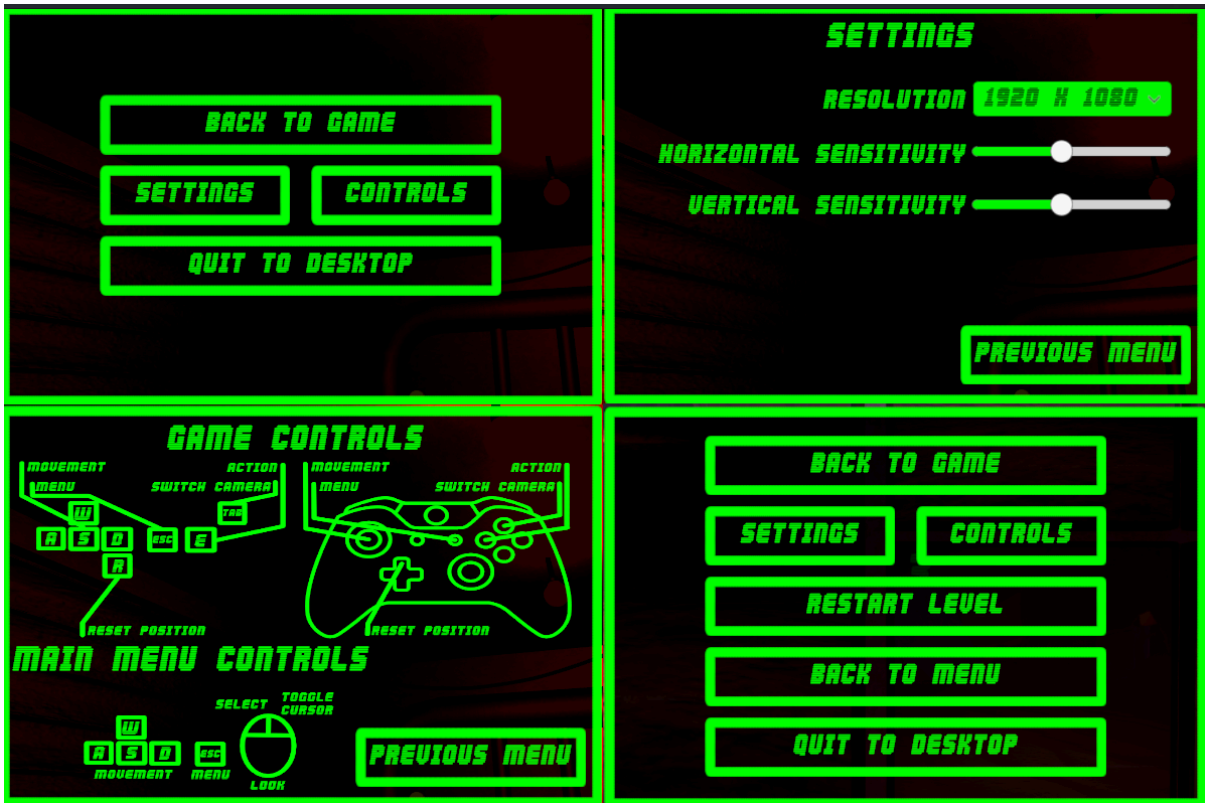 BACK TO GAME
SETTINGS CONTROLS
QUIT TO DESKTOP
SETTINGS
RESOLUTION 1920 X 1080
HORIZONTAL SENSITIVITY
VERTICAL SENSITIVITY
PREVIOUS MENU
GAME CONTROLS
MOVEMENT ACTION
MENU SWITCH CAMERA
W TAB
A S D ESC E
R
RESET POSITION
MOVEMENT ACTION
MENU SWITCH CAMERA
RESET POSITION
MAIN MENU CONTROLS
SELECT TOGGLE
CURSOR
W
A S D ESC
MOVEMENT MENU
LOOK
PREVIOUS MENU
BACK TO GAME
SETTINGS CONTROLS
RESTART LEVEL
BACK TO MENU
QUIT TO DESKTOP